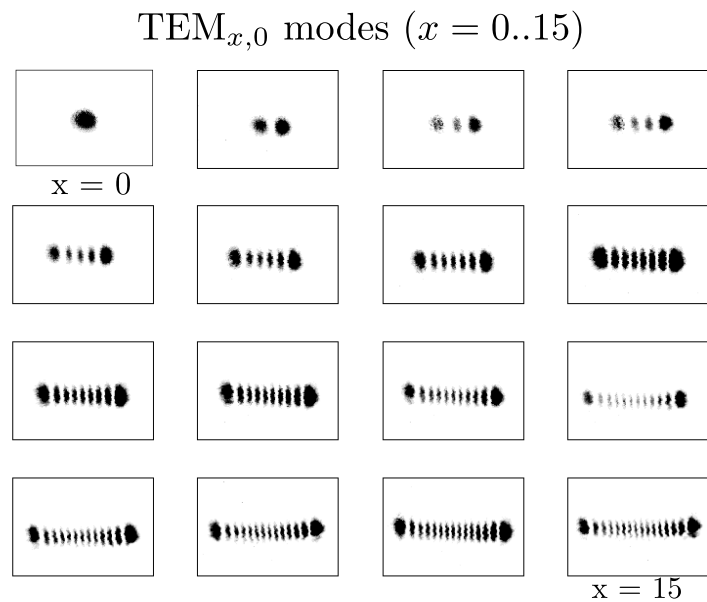 TEMx,0 modes (x = 0..15)
x = 0
x = 15